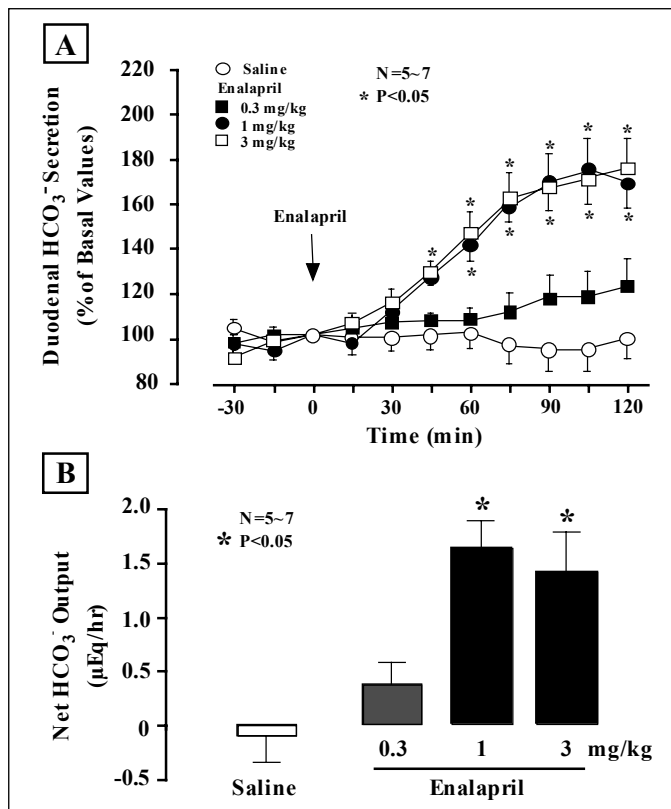 A
Duodenal HCO₃⁻ Secretion
(% of Basal Values)
220
200
180
160
140
120
100
80
Saline
Enalapril
0.3 mg/kg
1 mg/kg
3 mg/kg
N=5~7
* P<0.05
Enalapril
* * * * * * * * * * *
-30 0 30 60 90 120
Time (min)
B
Net HCO₃⁻ Output
(µEq/hr)
2.0
1.5
1.0
0.5
0
-0.5
N=5~7
* P<0.05
* *
0.3 1 3 mg/kg
Saline Enalapril